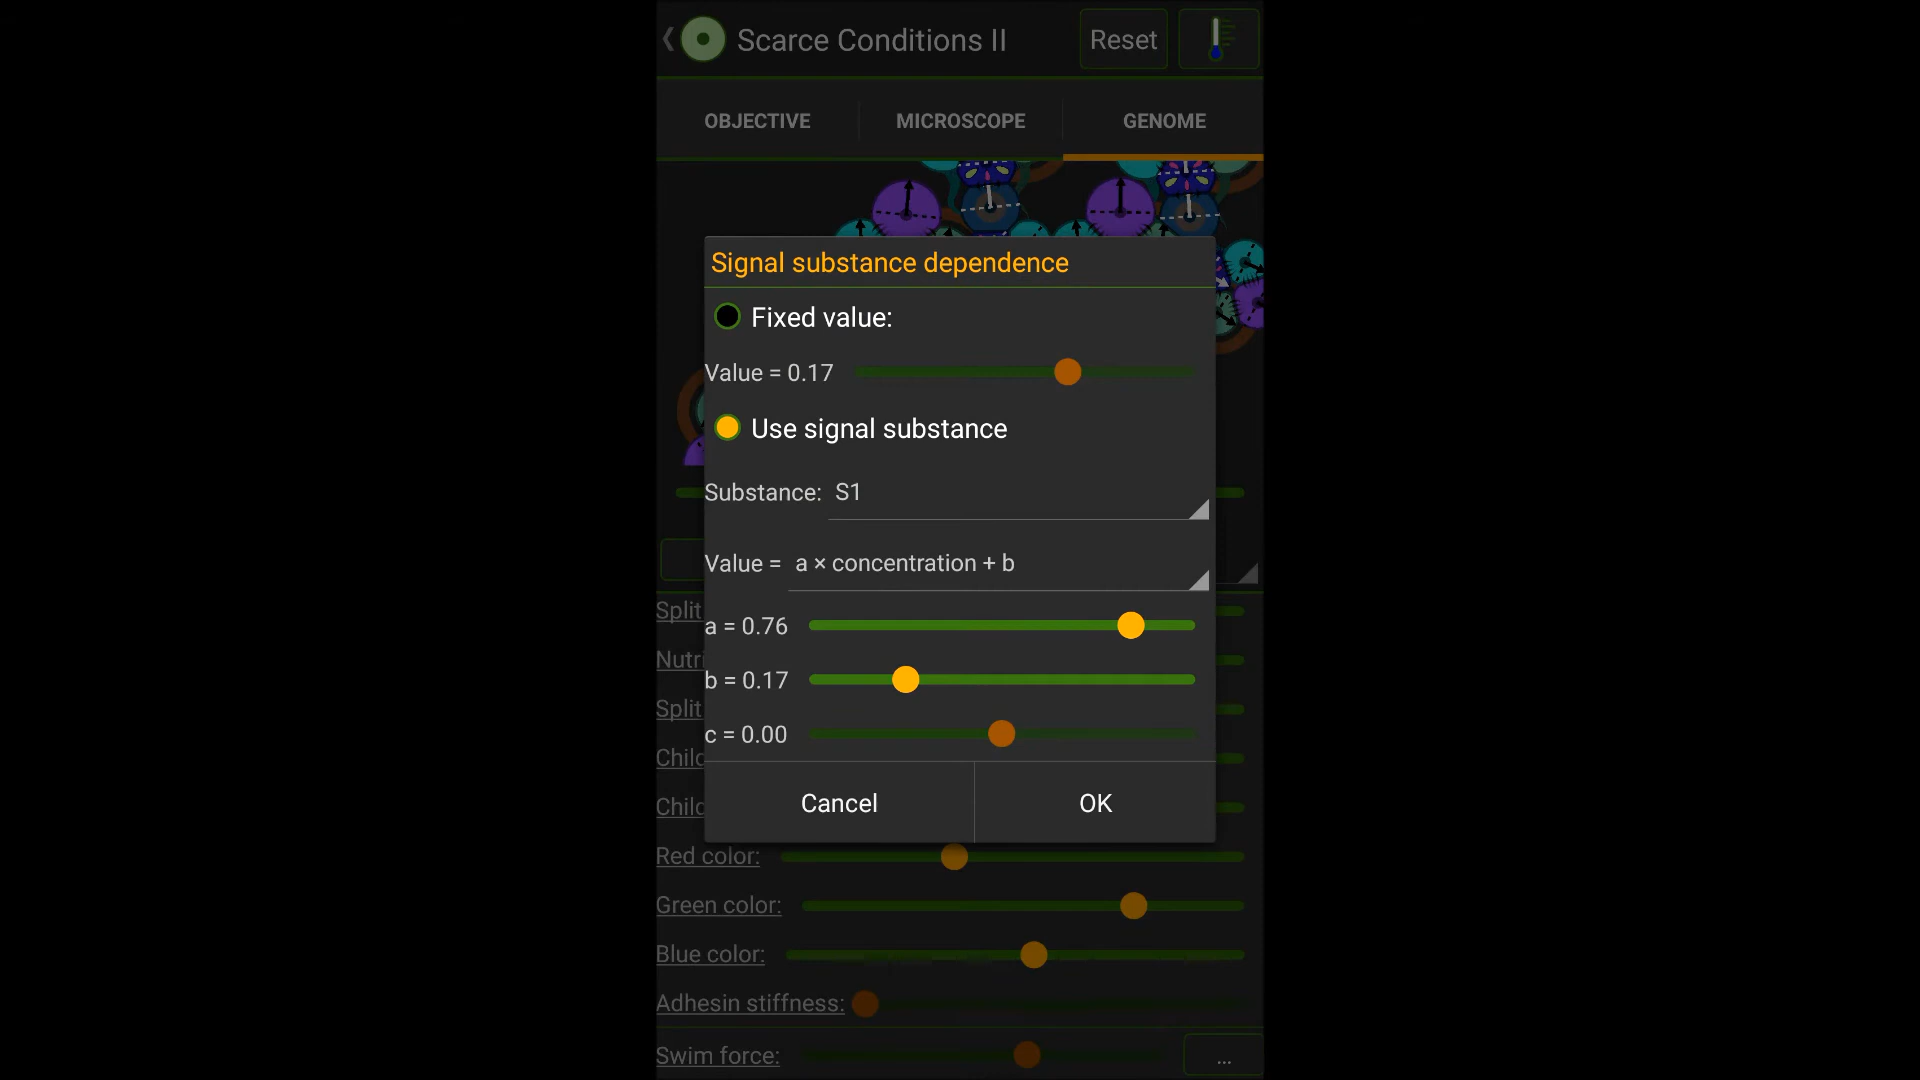 Scarce Conditions II
Reset
OBJECTIVE
MICROSCOPE
GENOME
Signal substance dependence
Fixed value:
Value = 0.17
Use signal substance
Substance: S1
Value = a × concentration + b
Split
a = 0.76
Nutri
b = 0.17
Split
c = 0.00
Child
Child
Cancel
OK
Red color:
Green color:
Blue color:
Adhesin stiffness:
Swim force:
...